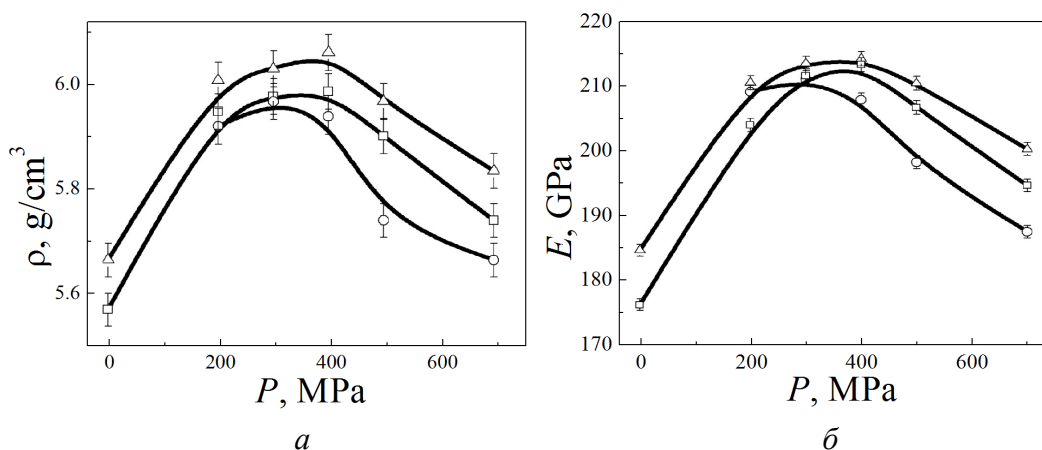 6.0
5.8
5.6
ρ, g/cm³
0 200 400 600
P, MPa
а
220
210
200
190
180
170
E, GPa
0 200 400 600
P, MPa
б